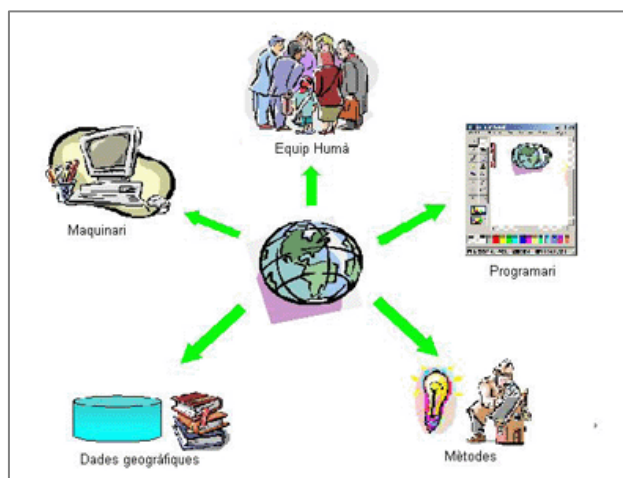 Equip Humà
Maquinari
Programari
Dades geogràfiques
Mètodes